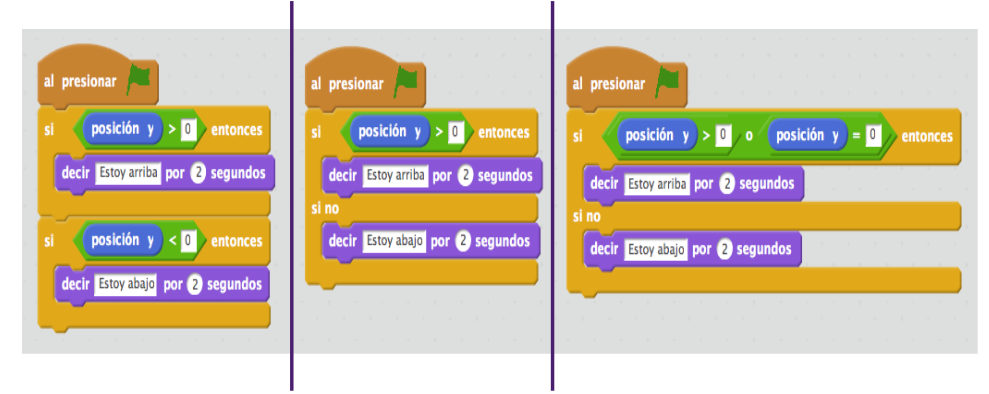 al presionar
si posición y > 0 entonces
decir Estoy arriba por 2 segundos
si posición y < 0 entonces
decir Estoy abajo por 2 segundos
al presionar
si posición y > 0 entonces
decir Estoy arriba por 2 segundos
si no
decir Estoy abajo por 2 segundos
al presionar
si posición y > 0 o posición y = 0 entonces
decir Estoy arriba por 2 segundos
si no
decir Estoy abajo por 2 segundos